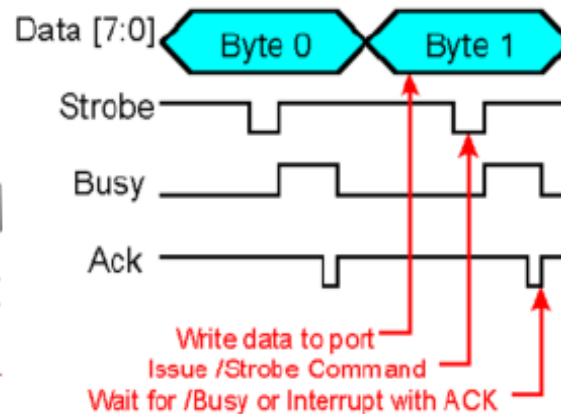 Data [7:0]
Byte 0
Byte 1
Strobe
Busy
Ack
Write data to port
Issue /Strobe Command
Wait for /Busy or Interrupt with ACK